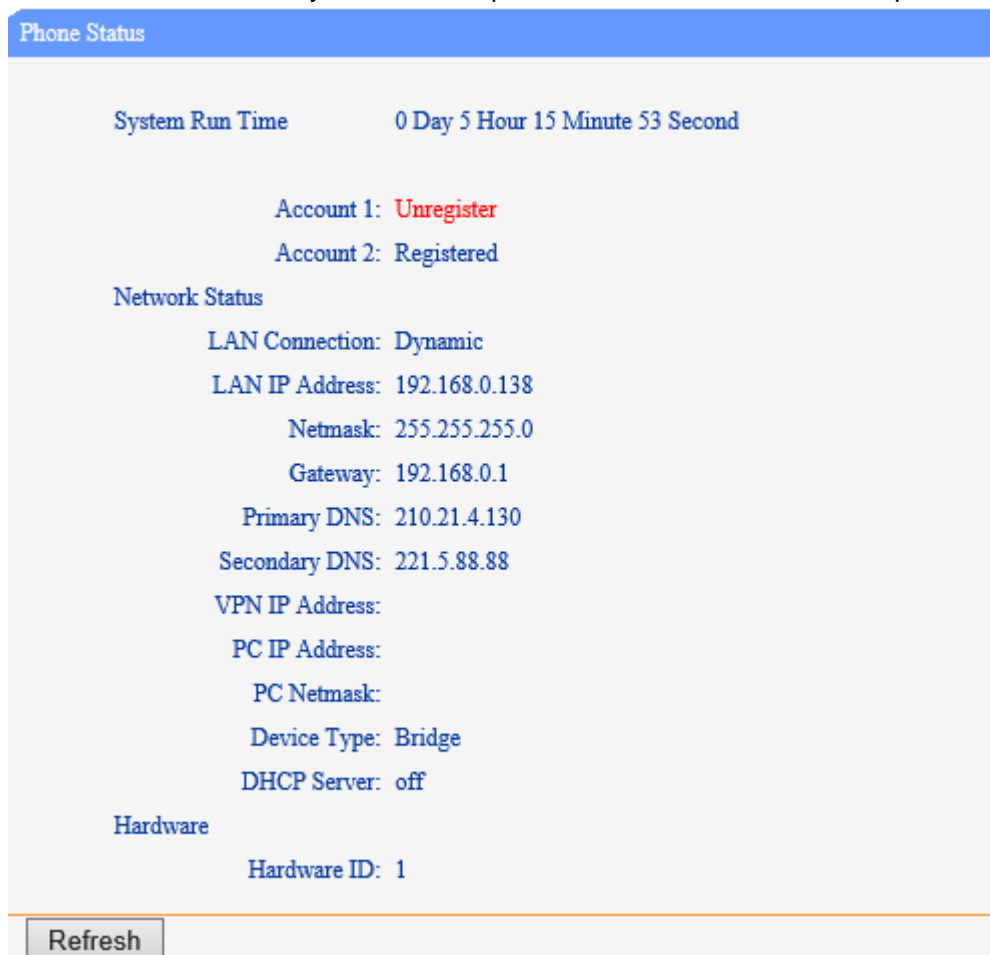 Phone Status
System Run Time 0 Day 5 Hour 15 Minute 53 Second
Account 1: Unregister
Account 2: Registered
Network Status
LAN Connection: Dynamic
LAN IP Address: 192.168.0.138
Netmask: 255.255.255.0
Gateway: 192.168.0.1
Primary DNS: 210.21.4.130
Secondary DNS: 221.5.88.88
VPN IP Address:
PC IP Address:
PC Netmask:
Device Type: Bridge
DHCP Server: off
Hardware
Hardware ID: 1
Refresh